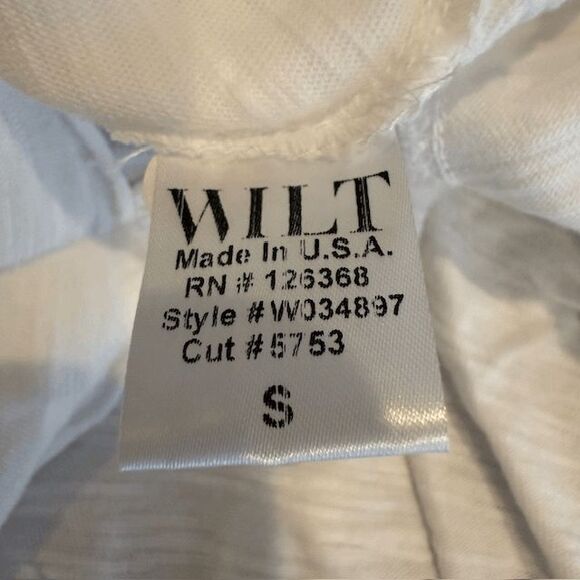 WILT
Made In U.S.A.
RN # 126368
Style # W034897
Cut # 5753
S